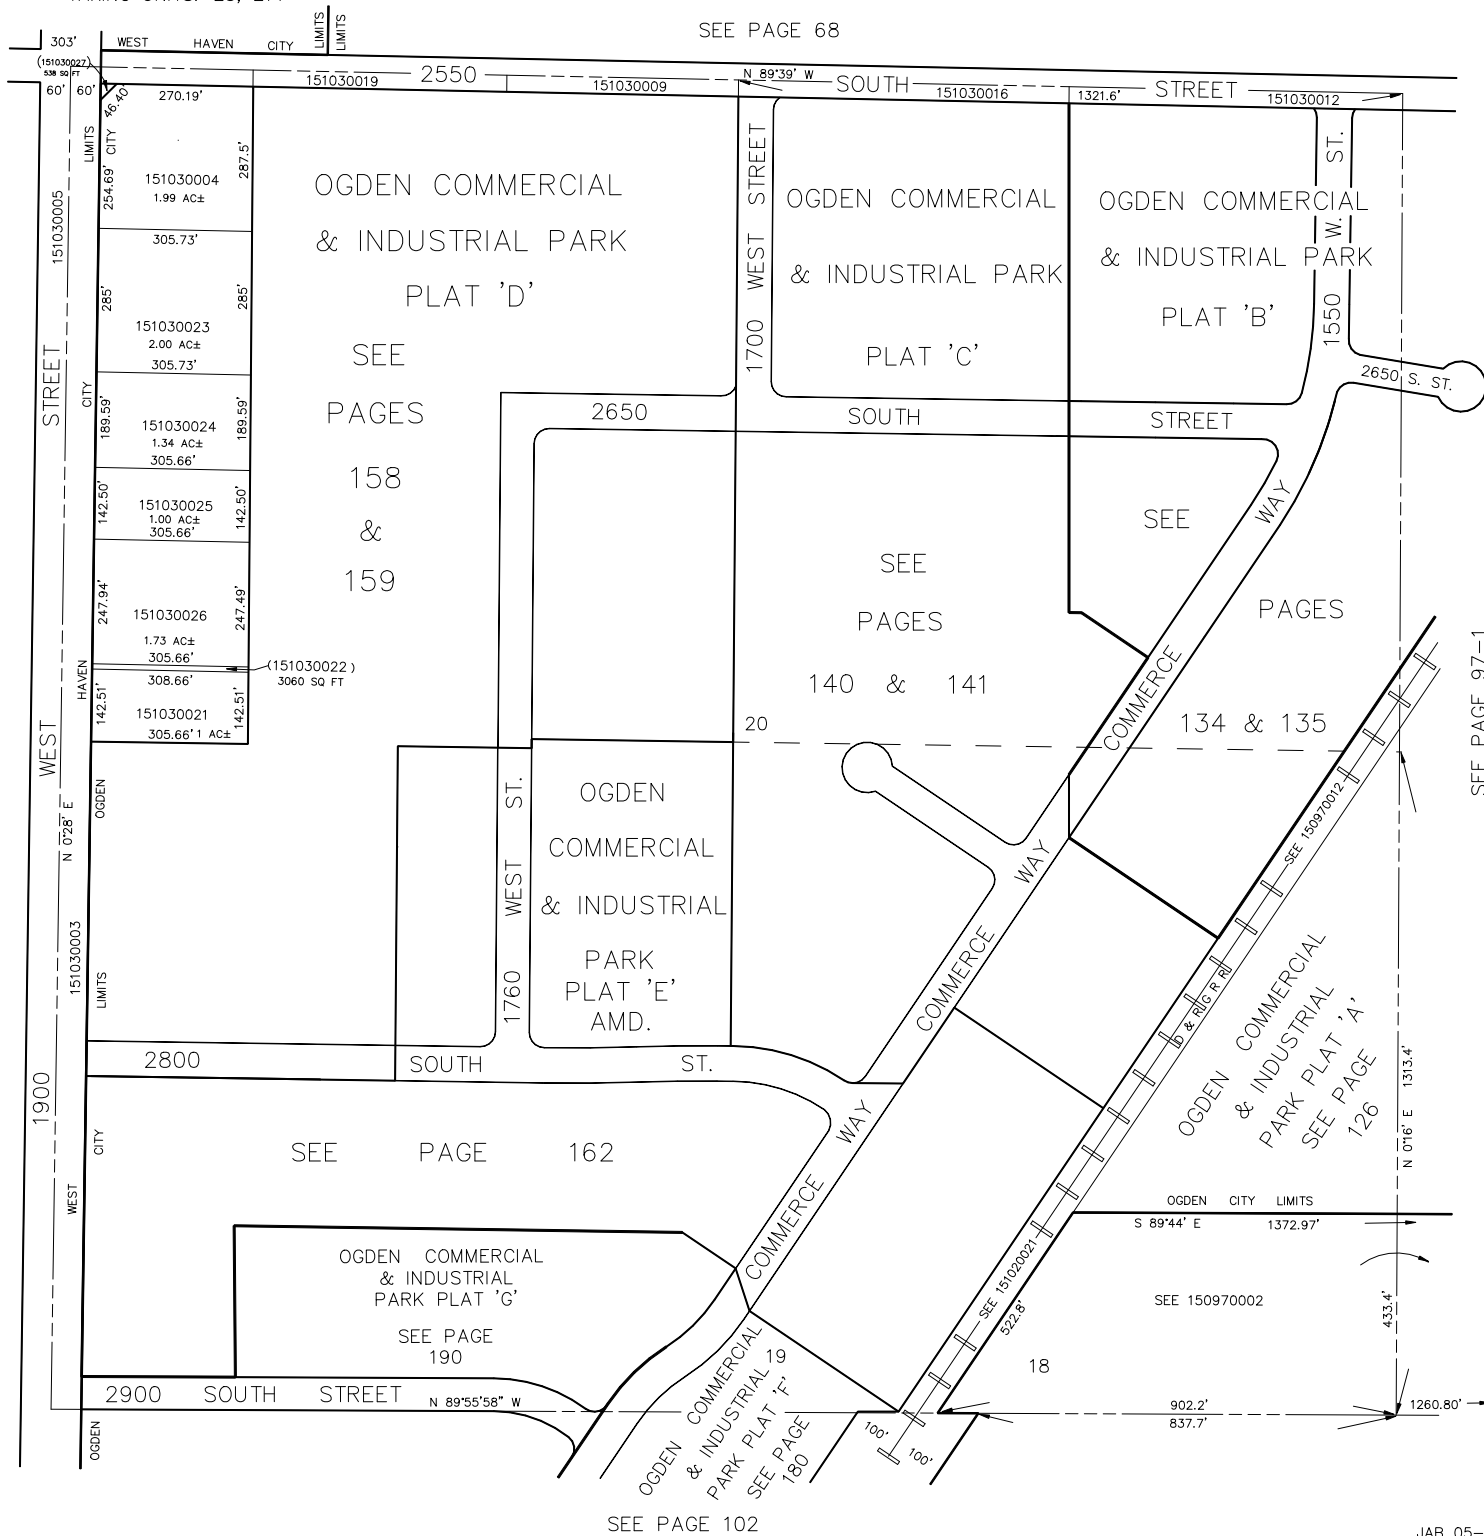 SEE PAGE 68
303'
WEST HAVEN CITY LIMITS
LIMITS
(151030027)
538 SQ FT
60' 60'
46.40'
270.19'
151030019
2550
151030009
N 89°39' W
SOUTH
151030016
1321.6'
STREET
151030012
LIMITS
CITY
254.69'
151030004
1.99 AC±
287.5'
305.73'
151030005
285'
151030023
2.00 AC±
285'
305.73'
STREET
CITY
189.59'
151030024
1.34 AC±
189.59'
305.66'
142.50'
151030025
1.00 AC±
142.50'
305.66'
247.94'
151030026
1.73 AC±
247.49'
305.66'
(151030022)
3060 SQ FT
HAVEN
308.66'
142.51'
151030021
142.51'
305.66' 1 AC±
WEST
N 0°28' E
OGDEN
151030003
LIMITS
1900
CITY
WEST
OGDEN
OGDEN COMMERCIAL
& INDUSTRIAL PARK
PLAT 'D'
SEE
PAGES
158
&
159
1700 WEST STREET
OGDEN COMMERCIAL
& INDUSTRIAL PARK
PLAT 'C'
OGDEN COMMERCIAL
& INDUSTRIAL PARK
PLAT 'B'
1550 W. ST.
2650 S. ST.
2650 SOUTH STREET
SEE
PAGES
140 & 141
SEE
PAGES
134 & 135
COMMERCE WAY
20
SEE PAGE 97-1
1760 WEST ST.
OGDEN
COMMERCIAL
& INDUSTRIAL
PARK
PLAT 'E'
AMD.
COMMERCE WAY
SEE 150970012
D & R G R R
OGDEN COMMERCIAL
& INDUSTRIAL
PARK PLAT 'A'
SEE PAGE
126
N 0°16' E 1313.4'
2800 SOUTH ST.
SEE PAGE 162
COMMERCE WAY
OGDEN CITY LIMITS
S 89°44' E 1372.97'
OGDEN COMMERCIAL
& INDUSTRIAL
PARK PLAT 'G'
SEE PAGE
190
SEE 151020021
522.8'
SEE 150970002
433.4'
18
19
2900 SOUTH STREET
N 89°55'58" W
OGDEN COMMERCIAL
& INDUSTRIAL
PARK PLAT 'F'
SEE PAGE
180
100'
100'
902.2'
837.7'
1260.80'
SEE PAGE 102